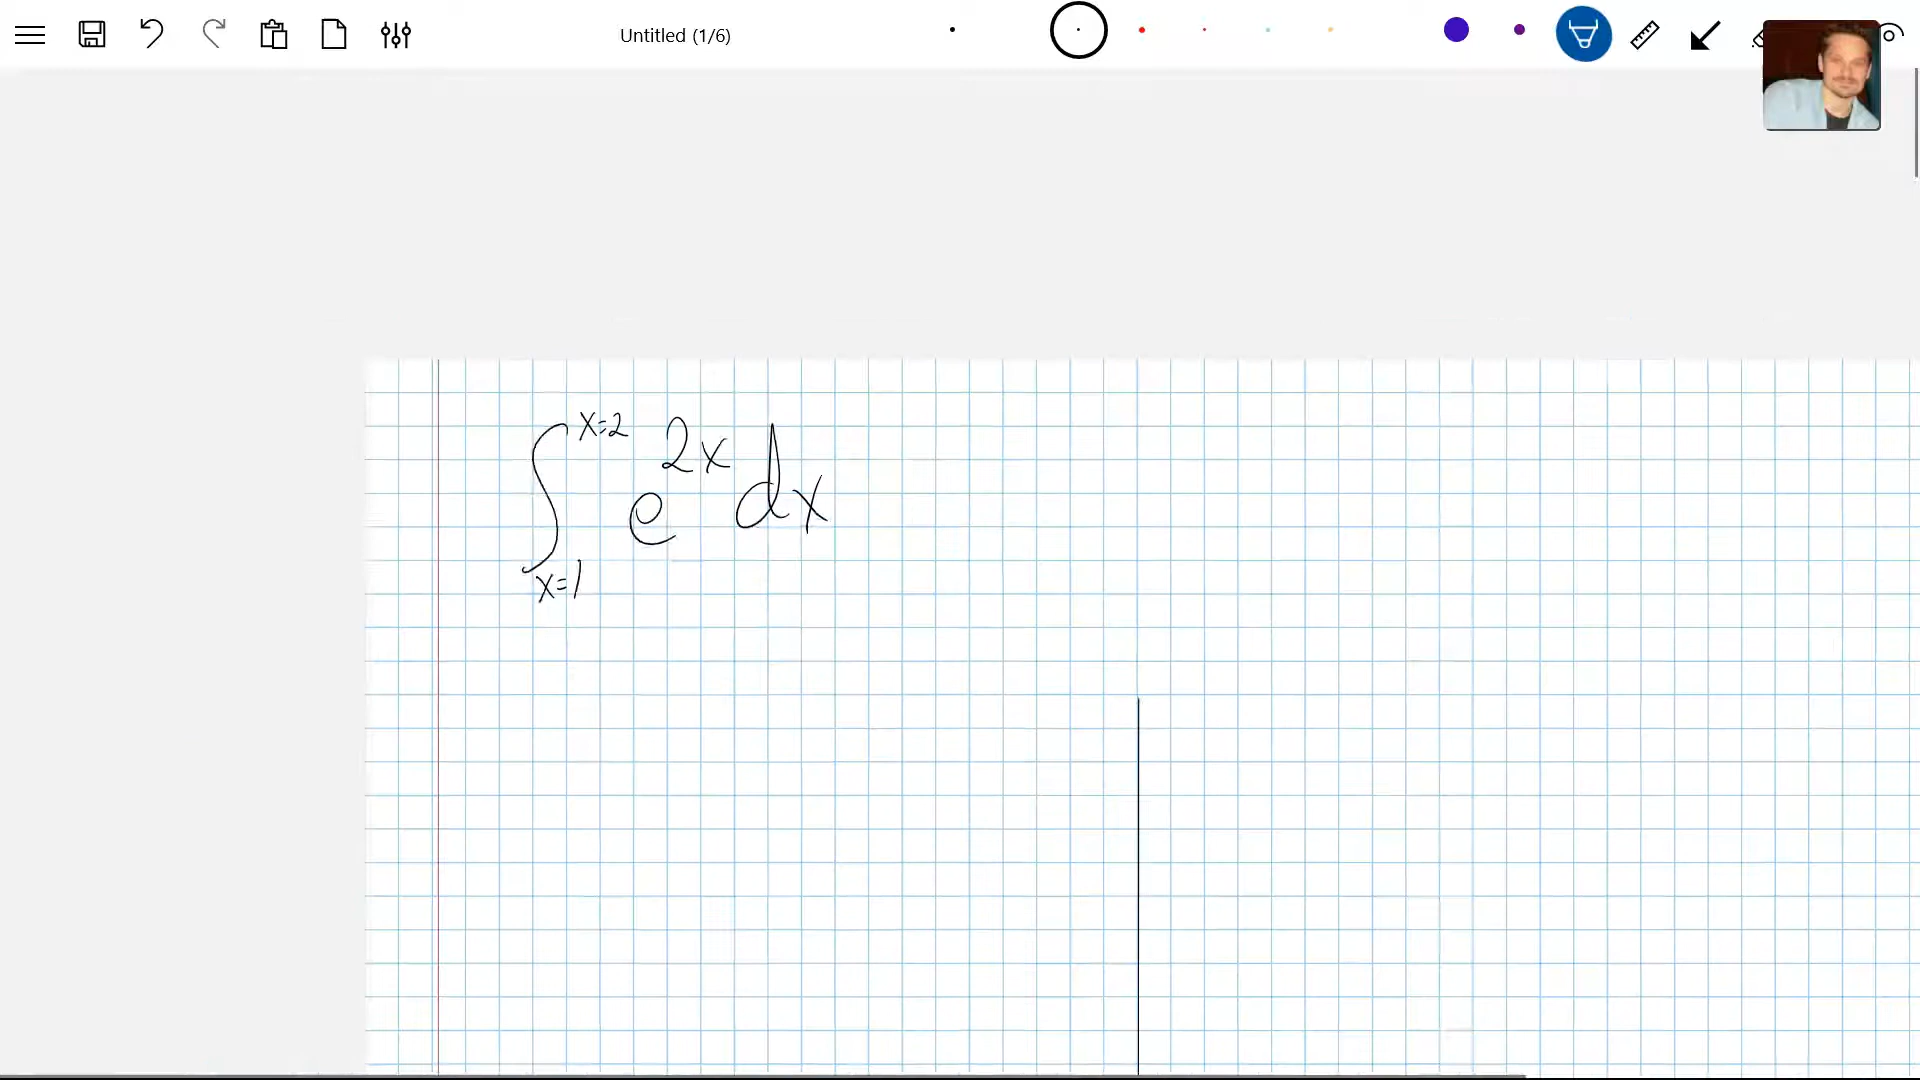 Untitled (1/6)
x=2
∫ e^{2x} dx
x=1